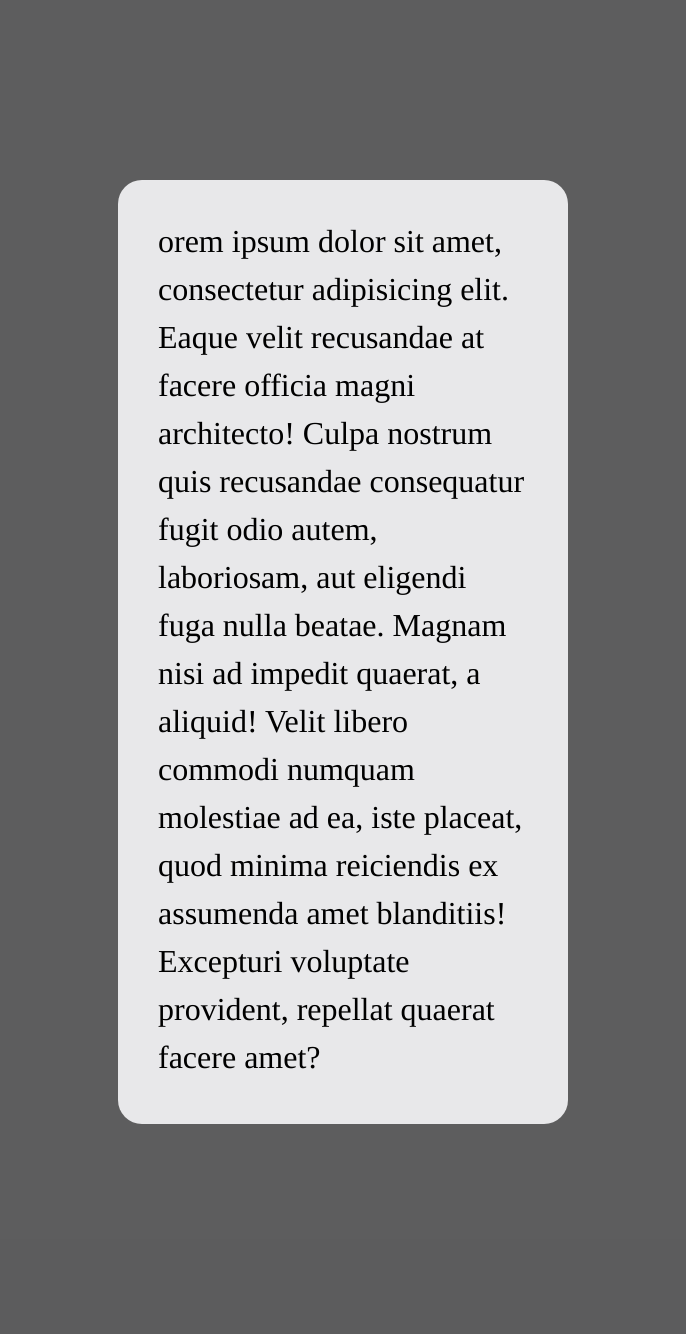 orem ipsum dolor sit amet,
consectetur adipisicing elit.
Eaque velit recusandae at
facere officia magni
architecto! Culpa nostrum
quis recusandae consequatur
fugit odio autem,
laboriosam, aut eligendi
fuga nulla beatae. Magnam
nisi ad impedit quaerat, a
aliquid! Velit libero
commodi numquam
molestiae ad ea, iste placeat,
quod minima reiciendis ex
assumenda amet blanditiis!
Excepturi voluptate
provident, repellat quaerat
facere amet?